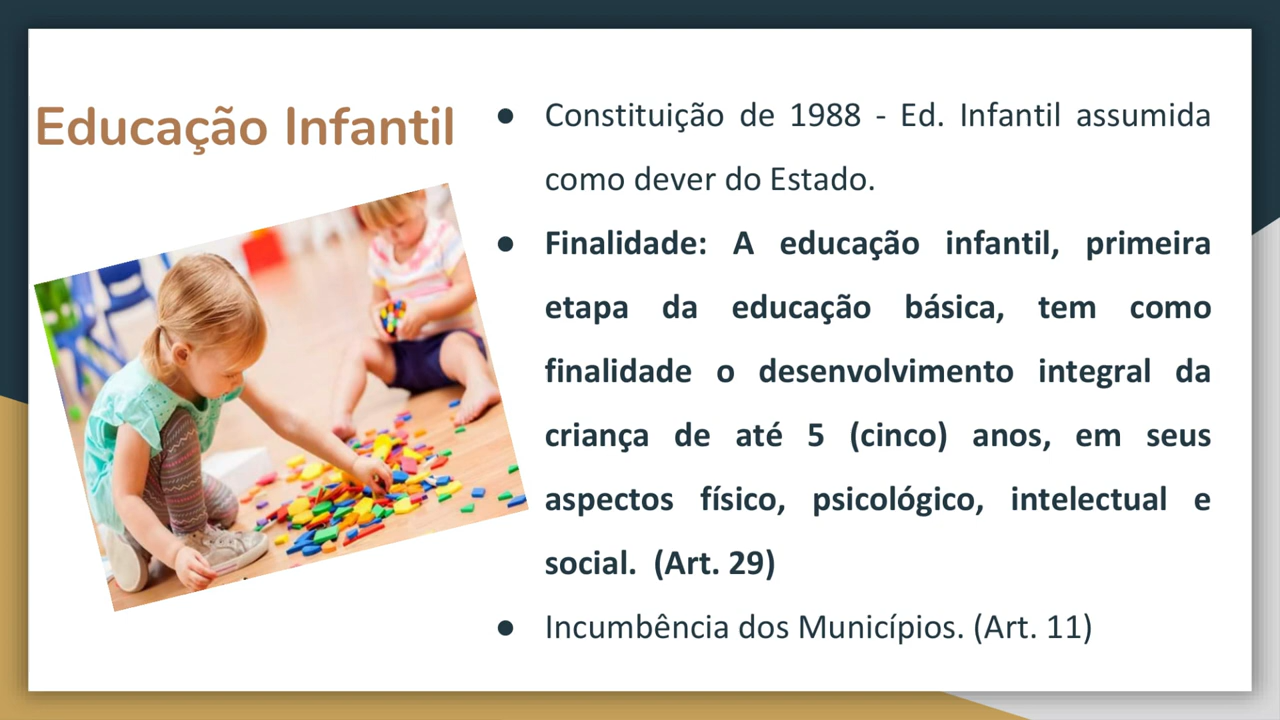 Educação Infantil
● Constituição de 1988 - Ed. Infantil assumida
como dever do Estado.
● Finalidade: A educação infantil, primeira
etapa da educação básica, tem como
finalidade o desenvolvimento integral da
criança de até 5 (cinco) anos, em seus
aspectos físico, psicológico, intelectual e
social. (Art. 29)
● Incumbência dos Municípios. (Art. 11)